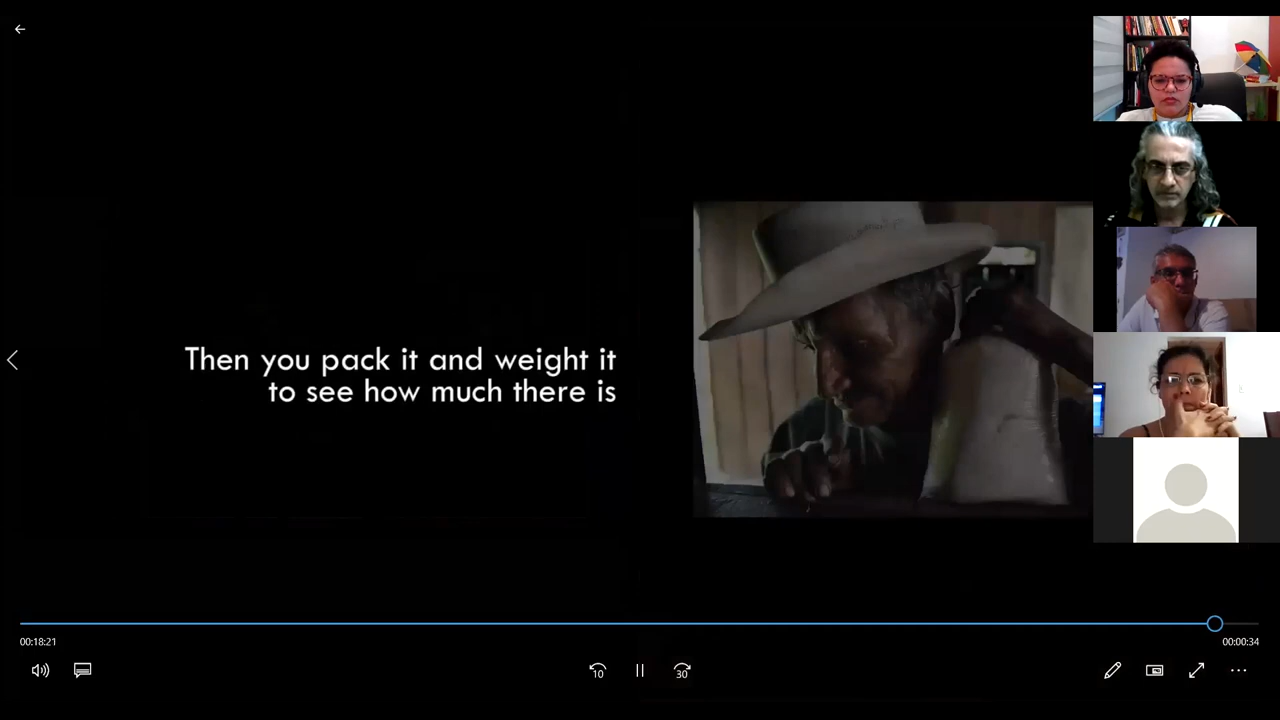 Then you pack it and weight it
to see how much there is
00:18:21
00:00:34
10
30